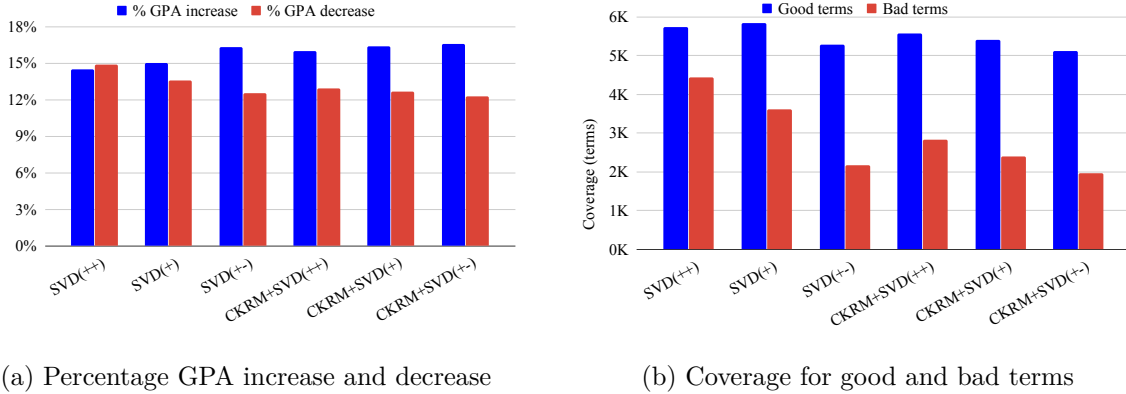 % GPA increase % GPA decrease
18%
15%
12%
9%
6%
3%
0%
SVD(++) SVD(+) SVD(+-) CKRM+SVD(++) CKRM+SVD(+) CKRM+SVD(+-)
(a) Percentage GPA increase and decrease
Good terms Bad terms
Coverage (terms)
6K
5K
4K
3K
2K
1K
0K
SVD(++) SVD(+) SVD(+-) CKRM+SVD(++) CKRM+SVD(+) CKRM+SVD(+-)
(b) Coverage for good and bad terms